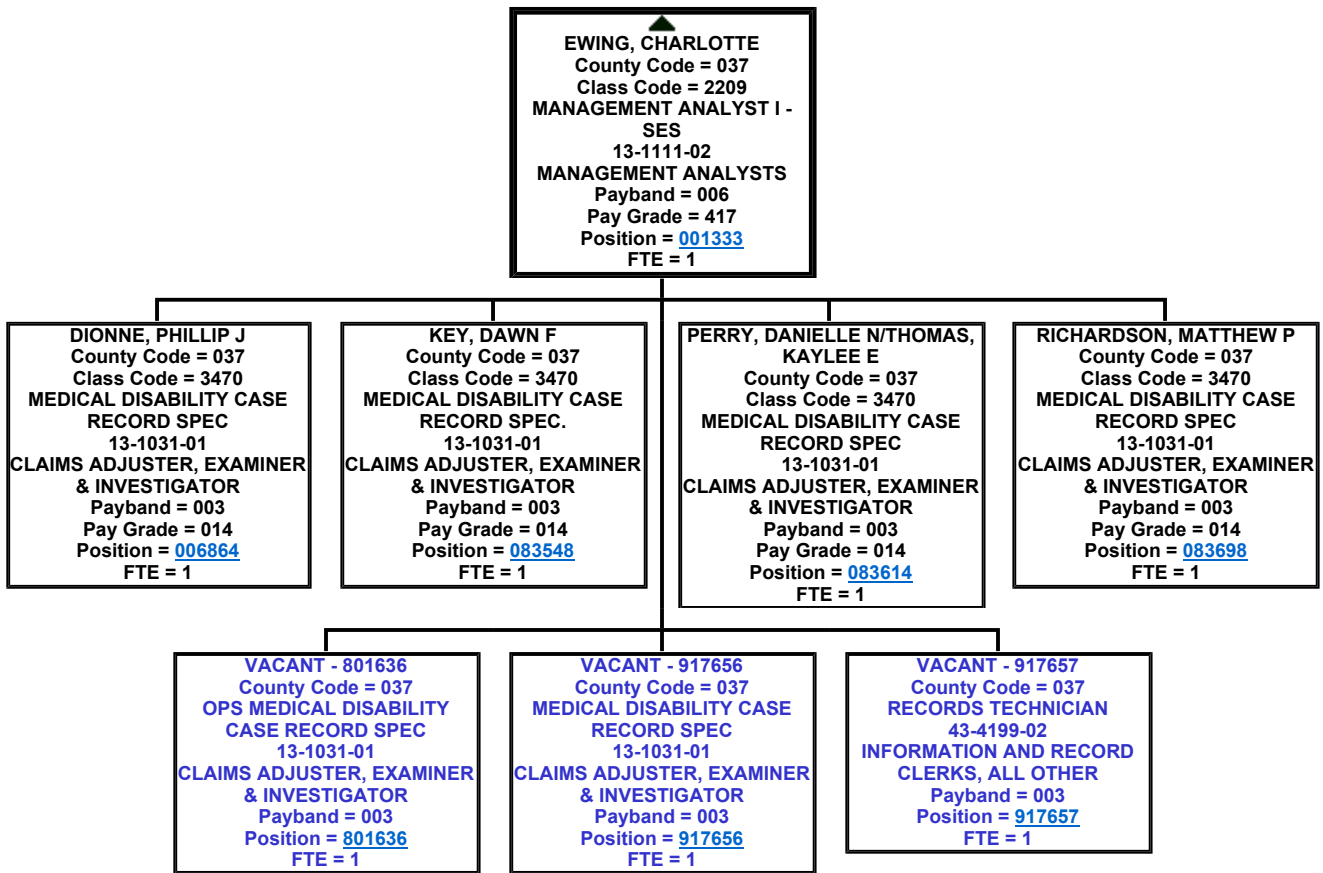 EWING, CHARLOTTE
County Code = 037
Class Code = 2209
MANAGEMENT ANALYST I -
SES
13-1111-02
MANAGEMENT ANALYSTS
Payband = 006
Pay Grade = 417
Position = 001333
FTE = 1
DIONNE, PHILLIP J
County Code = 037
Class Code = 3470
MEDICAL DISABILITY CASE
RECORD SPEC
13-1031-01
CLAIMS ADJUSTER, EXAMINER
& INVESTIGATOR
Payband = 003
Pay Grade = 014
Position = 006864
FTE = 1
KEY, DAWN F
County Code = 037
Class Code = 3470
MEDICAL DISABILITY CASE
RECORD SPEC.
13-1031-01
CLAIMS ADJUSTER, EXAMINER
& INVESTIGATOR
Payband = 003
Pay Grade = 014
Position = 083548
FTE = 1
PERRY, DANIELLE N/THOMAS,
KAYLEE E
County Code = 037
Class Code = 3470
MEDICAL DISABILITY CASE
RECORD SPEC
13-1031-01
CLAIMS ADJUSTER, EXAMINER
& INVESTIGATOR
Payband = 003
Pay Grade = 014
Position = 083614
FTE = 1
RICHARDSON, MATTHEW P
County Code = 037
Class Code = 3470
MEDICAL DISABILITY CASE
RECORD SPEC
13-1031-01
CLAIMS ADJUSTER, EXAMINER
& INVESTIGATOR
Payband = 003
Pay Grade = 014
Position = 083698
FTE = 1
VACANT - 801636
County Code = 037
OPS MEDICAL DISABILITY
CASE RECORD SPEC
13-1031-01
CLAIMS ADJUSTER, EXAMINER
& INVESTIGATOR
Payband = 003
Position = 801636
FTE = 1
VACANT - 917656
County Code = 037
MEDICAL DISABILITY CASE
RECORD SPEC
13-1031-01
CLAIMS ADJUSTER, EXAMINER
& INVESTIGATOR
Payband = 003
Position = 917656
FTE = 1
VACANT - 917657
County Code = 037
RECORDS TECHNICIAN
43-4199-02
INFORMATION AND RECORD
CLERKS, ALL OTHER
Payband = 003
Position = 917657
FTE = 1